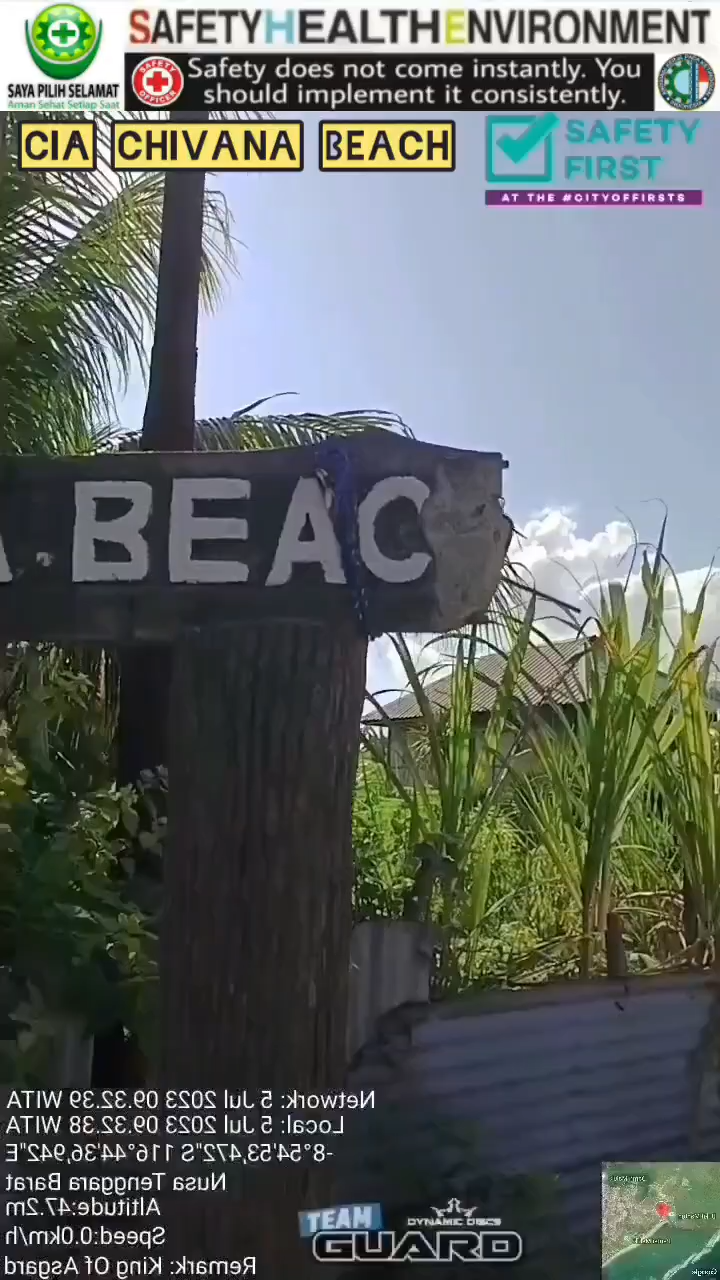 SAFETYHEALTHENVIRONMENT
SAYA PILIH SELAMAT
Aman Sehat Setiap Saat
SAFETY
OFFICER
Safety does not come instantly. You
should implement it consistently.
CIA CHIVANA BEACH
SAFETY
FIRST
AT THE #CITYOFFIRSTS
. BEAC
Network: 5 Jul 2023 09.32.39 WITA
Local: 5 Jul 2023 09.32.38 WITA
-8°54'53,472"S 116°44'36,942"E
Nusa Tenggara Barat
Altitude:47.2m
Speed:0.0km/h
Remark: King Of Asgard
TEAM
DYNAMIC DISCS
GUARD
Google